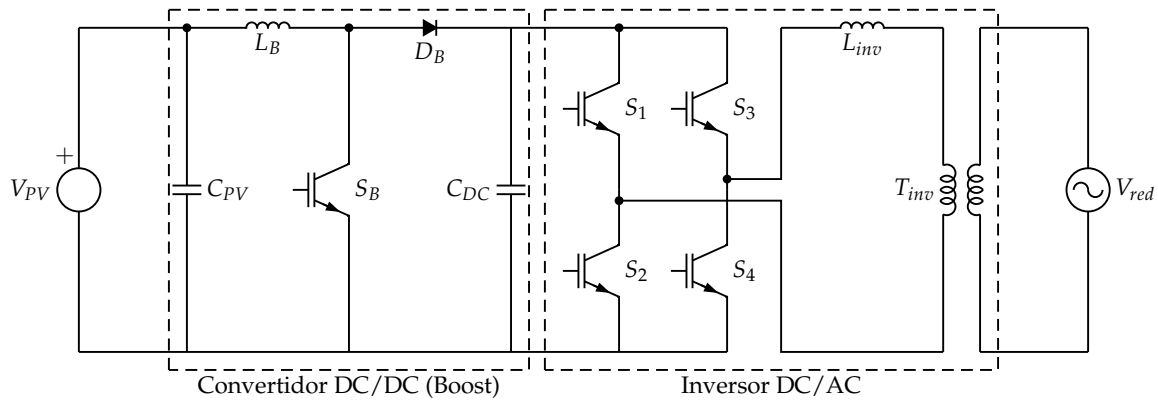 L_B
D_B
L_inv
S_1
S_3
+
V_PV
C_PV
S_B
C_DC
T_inv
V_red
S_2
S_4
Convertidor DC/DC (Boost)
Inversor DC/AC